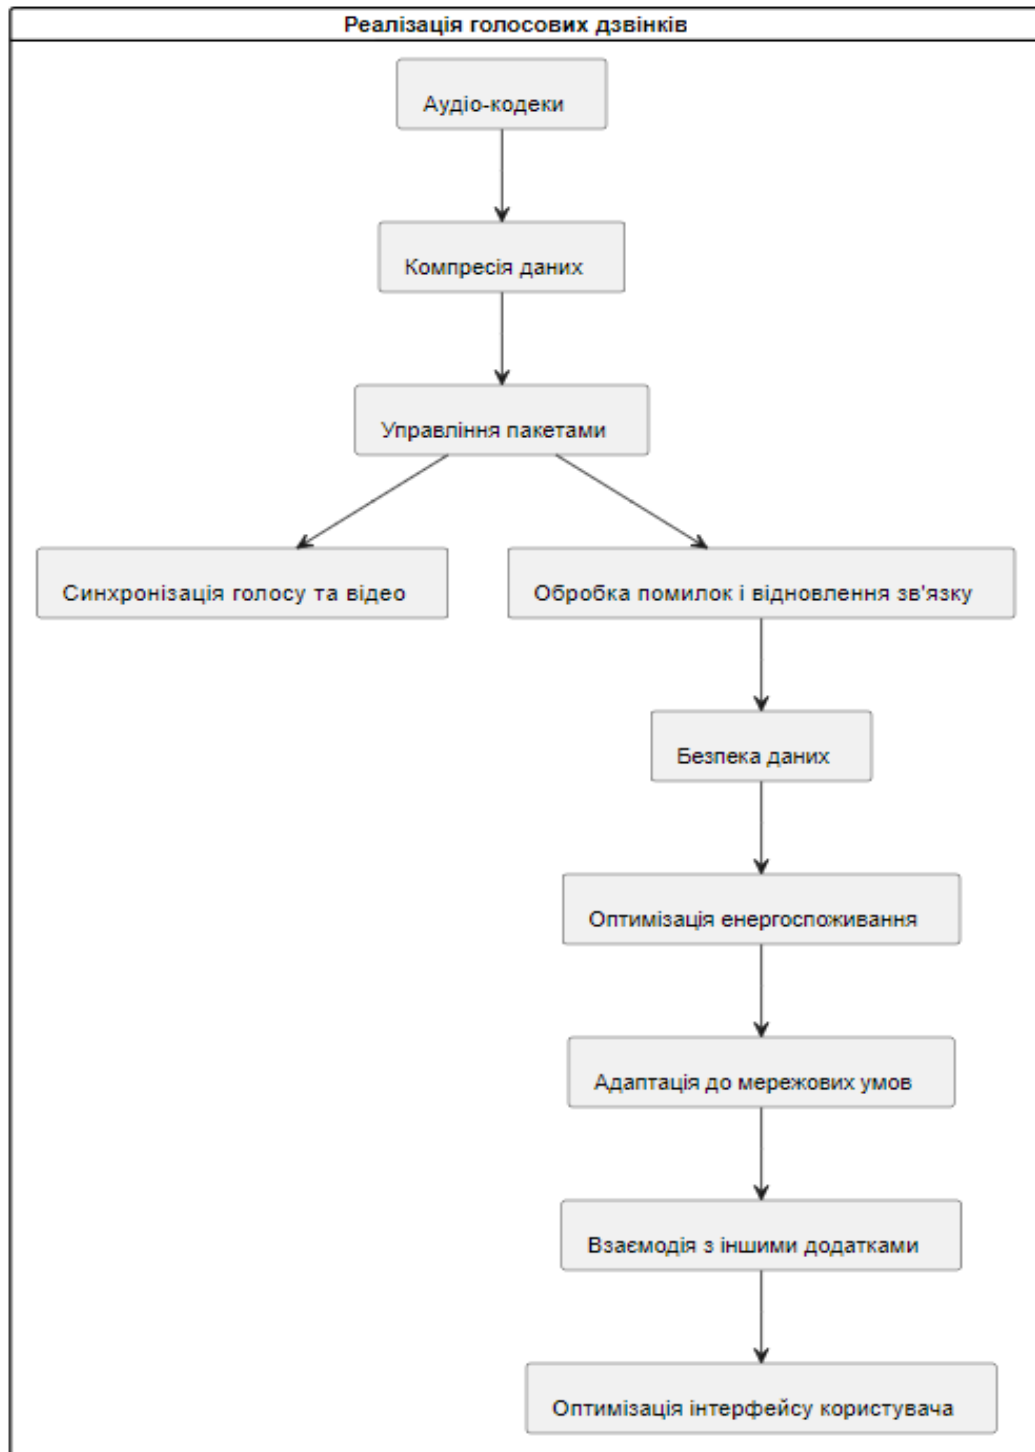 Реалізація голосових дзвінків
Аудіо-кодеки
Компресія даних
Управління пакетами
Синхронізація голосу та відео
Обробка помилок і відновлення зв'язку
Безпека даних
Оптимізація енергоспоживання
Адаптація до мережових умов
Взаємодія з іншими додатками
Оптимізація інтерфейсу користувача